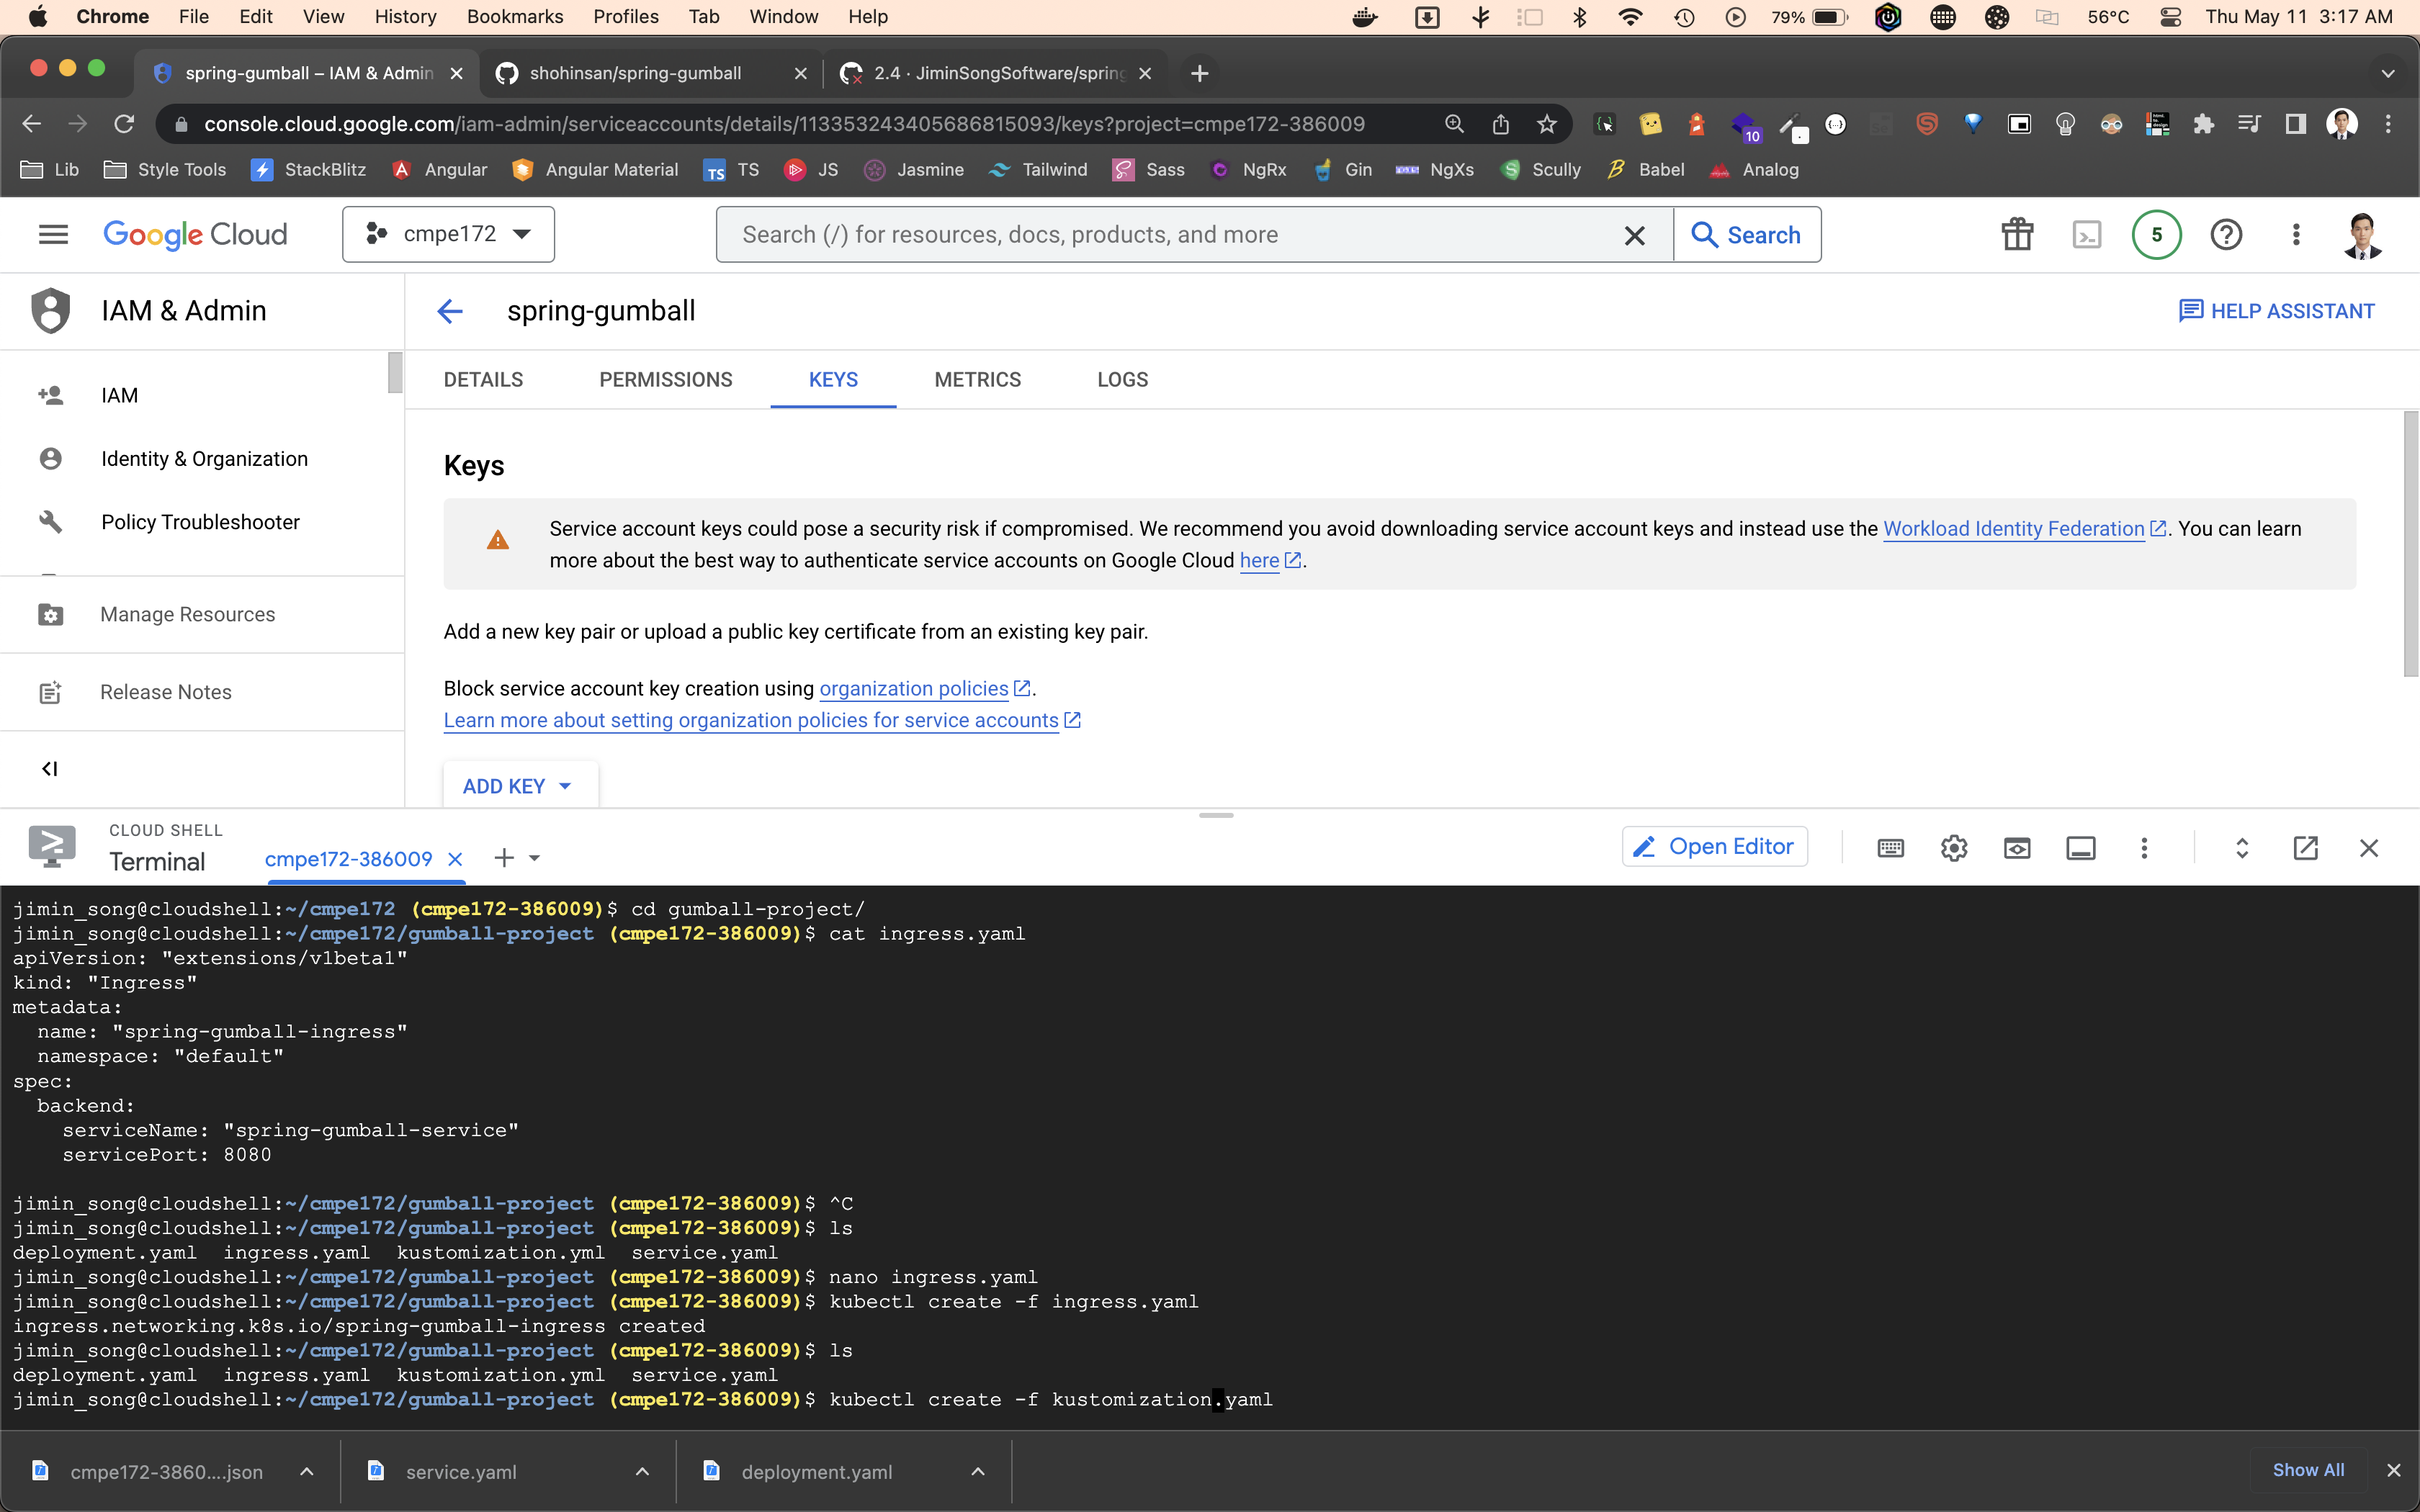 Chrome File Edit View History Bookmarks Profiles Tab Window Help 79% 56°C Thu May 11 3:17 AM
spring-gumball – IAM & Admin shohinsan/spring-gumball 2.4 · JiminSongSoftware/spring
console.cloud.google.com/iam-admin/serviceaccounts/details/113353243405686815093/keys?project=cmpe172-386009 10
Lib Style Tools StackBlitz Angular Angular Material TS TS JS Jasmine Tailwind Sass NgRx Gin NgXs Scully Babel Analog
Google Cloud cmpe172 Search (/) for resources, docs, products, and more Search 5
IAM & Admin
spring-gumball
HELP ASSISTANT
IAM
Identity & Organization
Policy Troubleshooter
Manage Resources
Release Notes
DETAILS PERMISSIONS KEYS METRICS LOGS
Keys
Service account keys could pose a security risk if compromised. We recommend you avoid downloading service account keys and instead use the Workload Identity Federation. You can learn
more about the best way to authenticate service accounts on Google Cloud here.
Add a new key pair or upload a public key certificate from an existing key pair.
Block service account key creation using organization policies.
Learn more about setting organization policies for service accounts
ADD KEY
CLOUD SHELL
Terminal cmpe172-386009 Open Editor
jimin_song@cloudshell:~/cmpe172 (cmpe172-386009)$ cd gumball-project/
jimin_song@cloudshell:~/cmpe172/gumball-project (cmpe172-386009)$ cat ingress.yaml
apiVersion: "extensions/v1beta1"
kind: "Ingress"
metadata:
  name: "spring-gumball-ingress"
  namespace: "default"
spec:
  backend:
    serviceName: "spring-gumball-service"
    servicePort: 8080
jimin_song@cloudshell:~/cmpe172/gumball-project (cmpe172-386009)$ ^C
jimin_song@cloudshell:~/cmpe172/gumball-project (cmpe172-386009)$ ls
deployment.yaml  ingress.yaml  kustomization.yml  service.yaml
jimin_song@cloudshell:~/cmpe172/gumball-project (cmpe172-386009)$ nano ingress.yaml
jimin_song@cloudshell:~/cmpe172/gumball-project (cmpe172-386009)$ kubectl create -f ingress.yaml
ingress.networking.k8s.io/spring-gumball-ingress created
jimin_song@cloudshell:~/cmpe172/gumball-project (cmpe172-386009)$ ls
deployment.yaml  ingress.yaml  kustomization.yml  service.yaml
jimin_song@cloudshell:~/cmpe172/gumball-project (cmpe172-386009)$ kubectl create -f kustomization.yaml
cmpe172-3860....json service.yaml deployment.yaml Show All